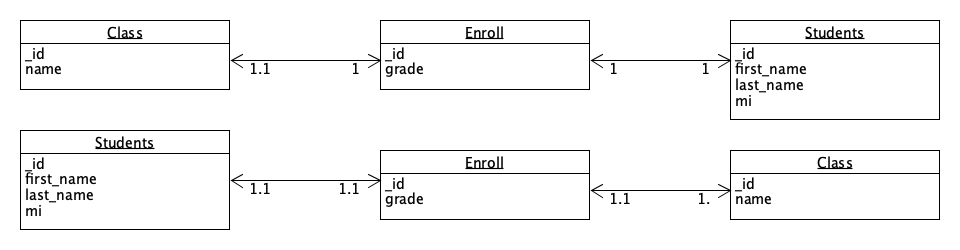 Class
_id
name
1.1
1
Enroll
_id
grade
1
1
Students
_id
first_name
last_name
mi
Students
_id
first_name
last_name
mi
1.1
1.1
Enroll
_id
grade
1.1
1.
Class
_id
name